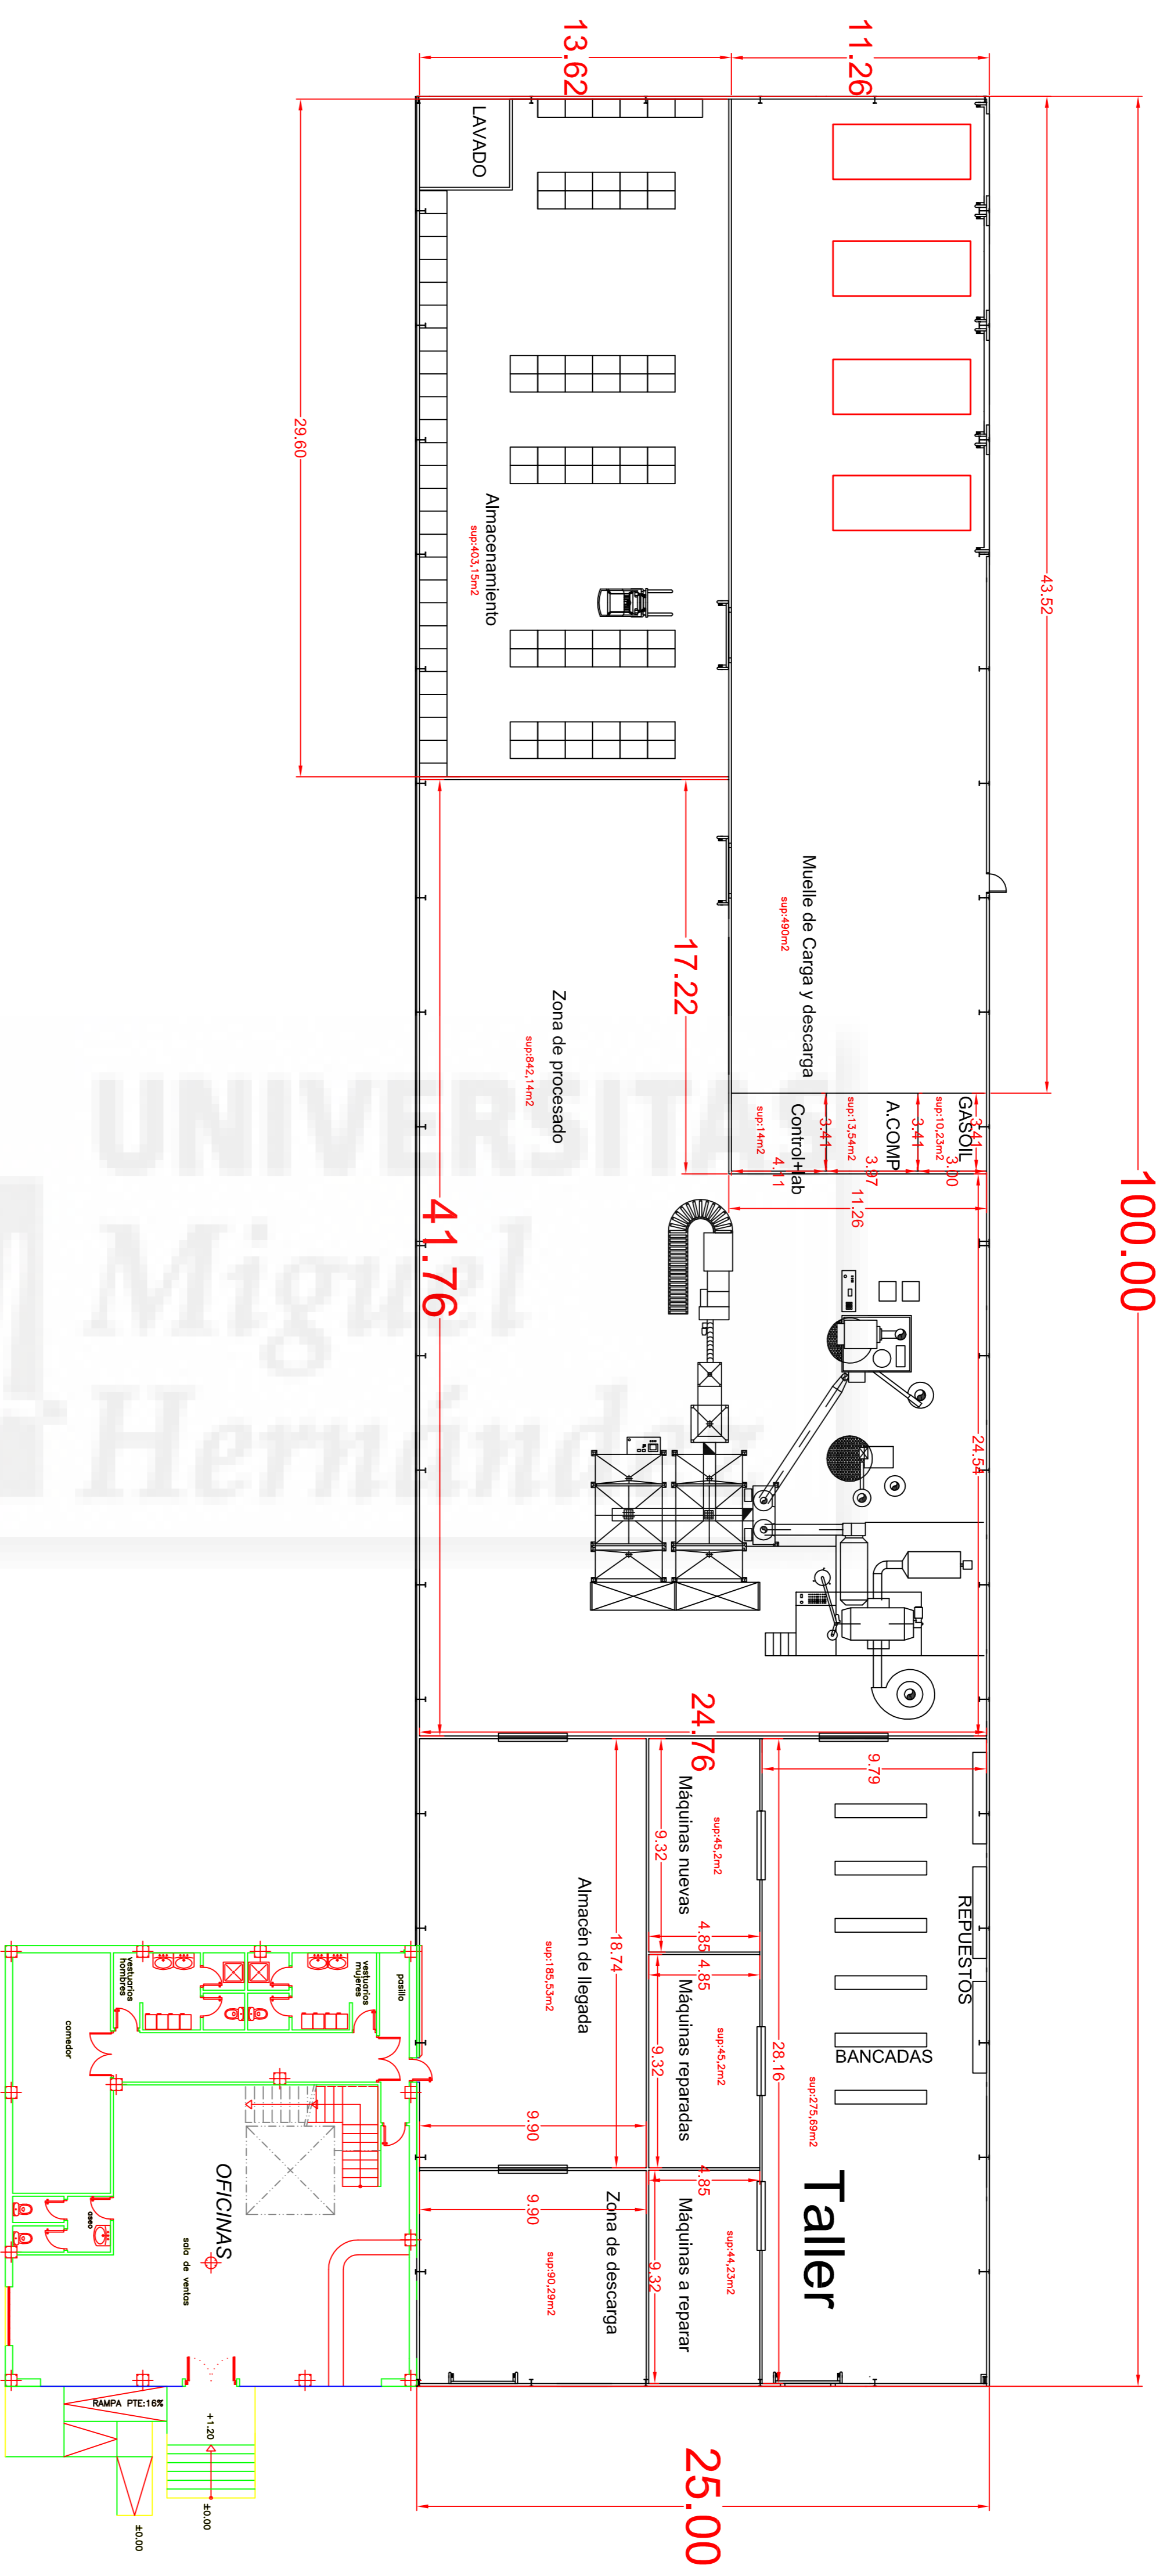 100.00
43.52
11.26
13.62
29.60
LAVADO
Almacenamiento
sup:403,15m2
Muelle de Carga y descarga
sup:490m2
GASOIL
sup:10,23m2
3.41
3.00
A.COMP
sup:13,54m2
3.41
3.97
Control+lab
sup:14m2
3.41
4.11
11.26
17.22
Zona de procesado
sup:842,14m2
41.76
24.54
24.76
9.79
REPUESTOS
BANCADAS
Taller
sup:275,69m2
28.16
Máquinas nuevas
sup:45,2m2
9.32
4.85
Máquinas reparadas
sup:45,2m2
9.32
4.85
Máquinas a reparar
sup:44,23m2
9.32
4.85
Almacén de llegada
sup:185,53m2
18.74
9.90
Zona de descarga
sup:90,29m2
9.90
25.00
pasillo
vestuarios
mujeres
vestuarios
hombres
comedor
OFICINAS
aseo
sala de ventas
RAMPA PTE:16%
+1.20
±0.00
±0.00
UNIVERSITAS
Miguel
Hernández